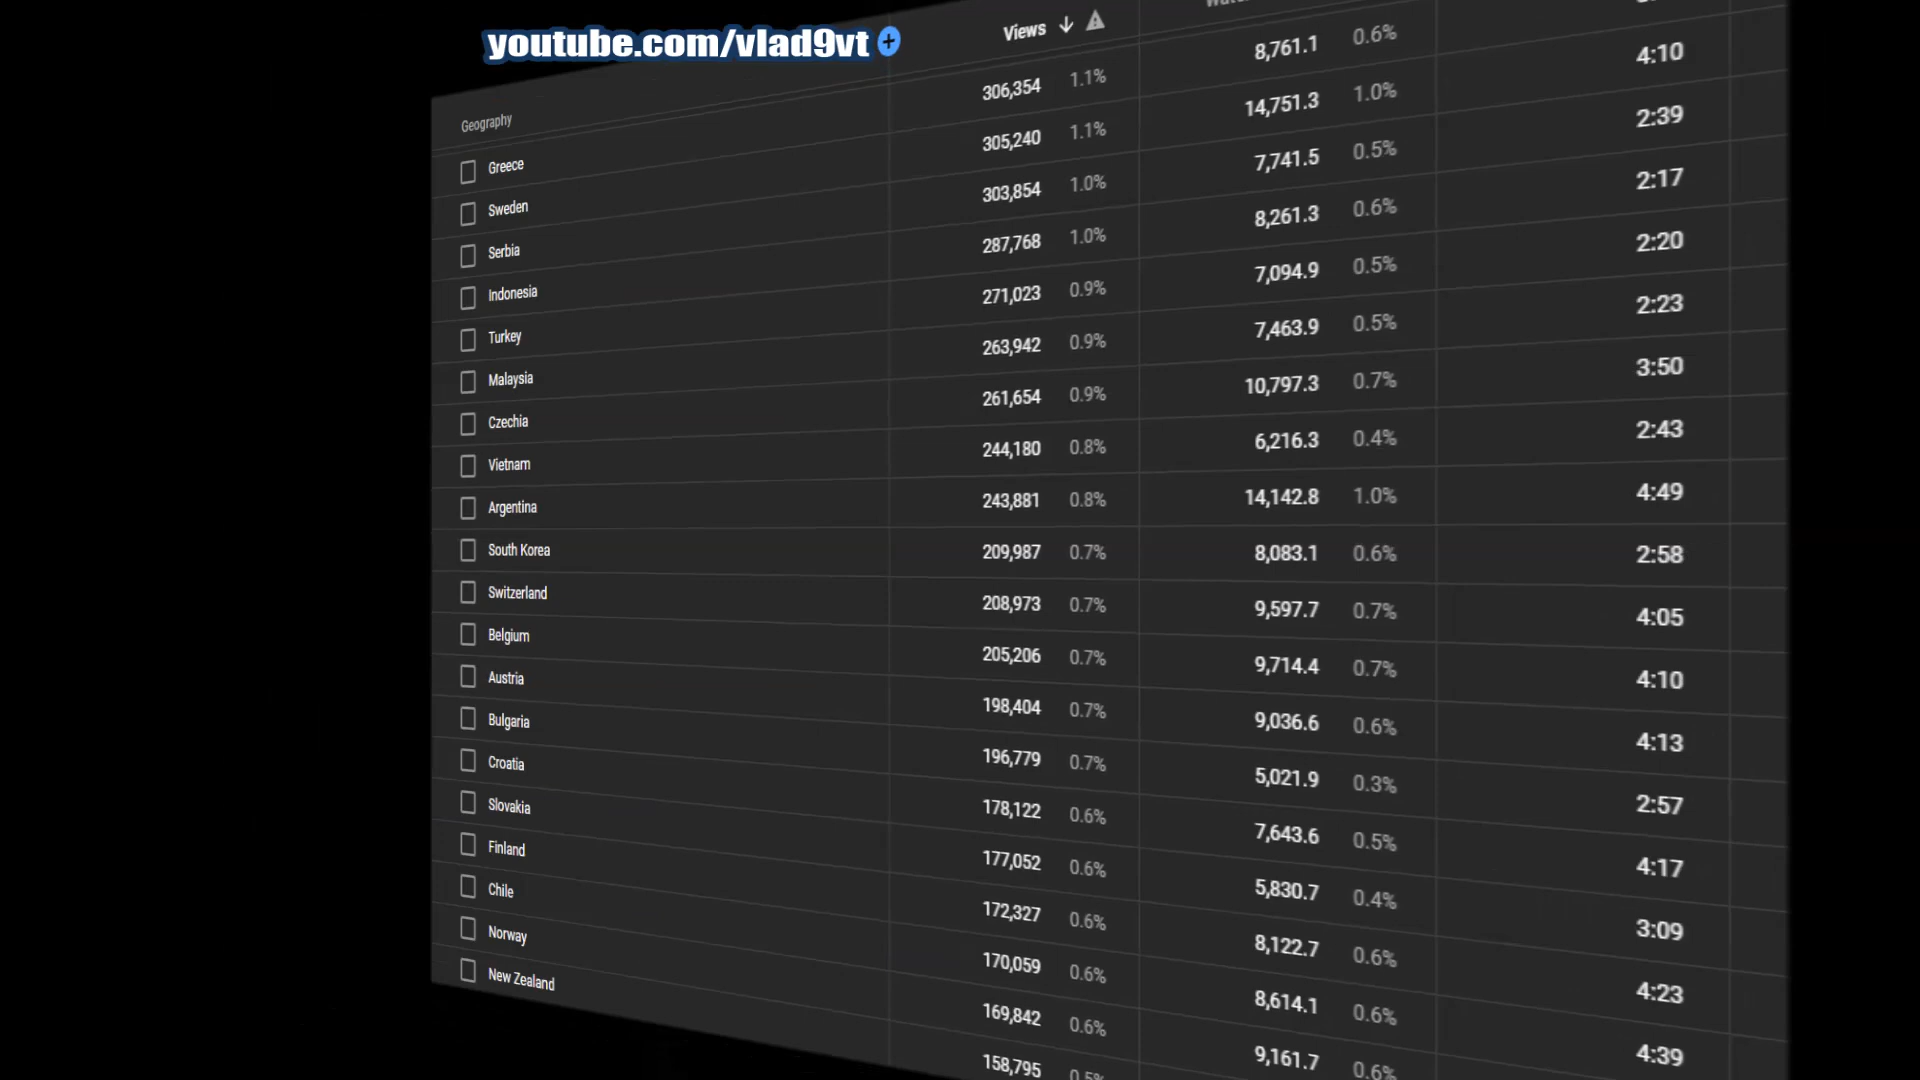 youtube.com/vlad9vt
Geography Views
Greece 306,354 1.1% 8,761.1 0.6%
Sweden 305,240 1.1% 14,751.3 1.0% 4:10
Serbia 303,854 1.0% 7,741.5 0.5% 2:39
Indonesia 287,768 1.0% 8,261.3 0.6% 2:17
Turkey 271,023 0.9% 7,094.9 0.5% 2:20
Malaysia 263,942 0.9% 7,463.9 0.5% 2:23
Czechia 261,654 0.9% 10,797.3 0.7% 3:50
Vietnam 244,180 0.8% 6,216.3 0.4% 2:43
Argentina 243,881 0.8% 14,142.8 1.0% 4:49
South Korea 209,987 0.7% 8,083.1 0.6% 2:58
Switzerland 208,973 0.7% 9,597.7 0.7% 4:05
Belgium 205,206 0.7% 9,714.4 0.7% 4:10
Austria 198,404 0.7% 9,036.6 0.6% 4:13
Bulgaria 196,779 0.7% 5,021.9 0.3% 2:57
Croatia 178,122 0.6% 7,643.6 0.5% 4:17
Slovakia 177,052 0.6% 5,830.7 0.4% 3:09
Finland 172,327 0.6% 8,122.7 0.6% 4:23
Chile 170,059 0.6% 8,614.1 0.6% 4:39
Norway 169,842 0.6% 9,161.7 0.6%
New Zealand 158,795 0.5%